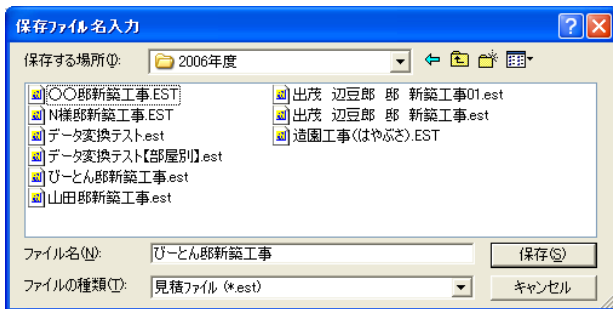 保存ファイル名入力
保存する場所(I): 2006年度
〇〇邸新築工事.EST
N様邸新築工事.EST
データ変換テスト.est
データ変換テスト【部屋別】.est
びーとん邸新築工事.est
山田邸新築工事.est
出茂 辺豆郎 邸 新築工事01.est
出茂 辺豆郎 邸 新築工事.est
造園工事(はやぶさ).EST
ファイル名(N): びーとん邸新築工事 保存(S)
ファイルの種類(T): 見積ファイル (*.est) キャンセル